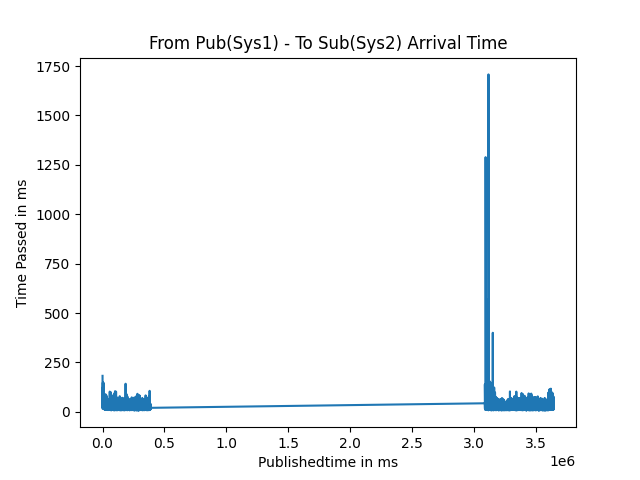 From Pub(Sys1) - To Sub(Sys2) Arrival Time
Time Passed in ms
1750
1500
1250
1000
750
500
250
0
0.0 0.5 1.0 1.5 2.0 2.5 3.0 3.5
1e6
Publishedtime in ms